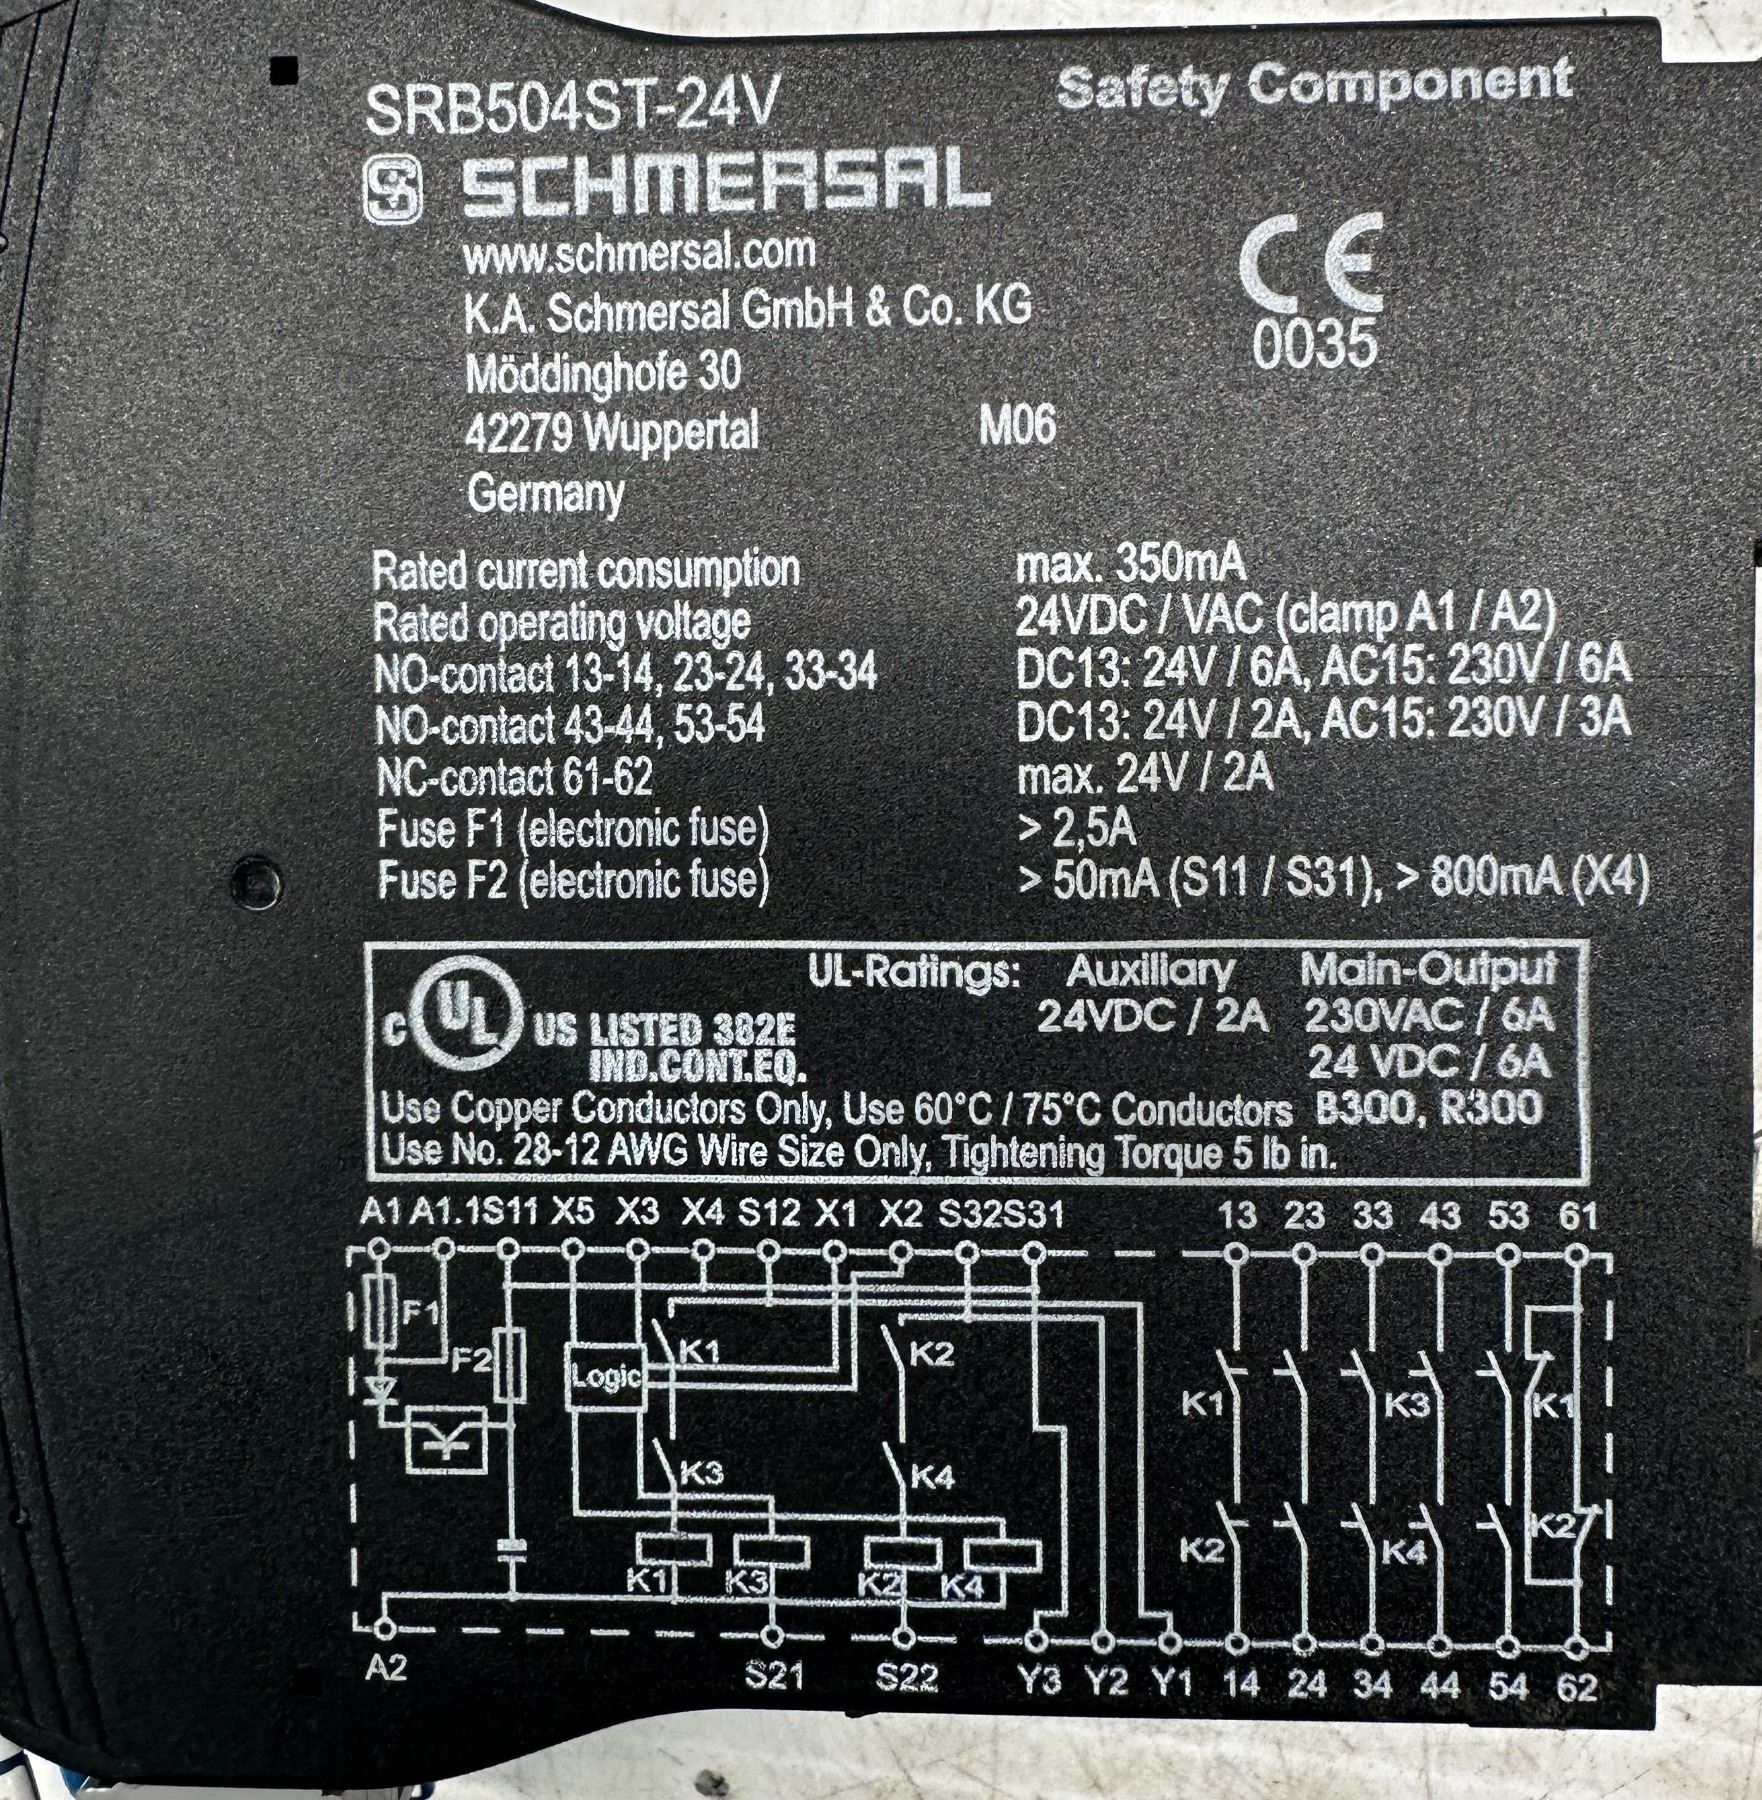 SRB504ST-24V Safety Component
S SCHMERSAL
www.schmersal.com
K.A. Schmersal GmbH & Co. KG
CE
0035
Möddinghofe 30
42279 Wuppertal M06
Germany
Rated current consumption max. 350mA
Rated operating voltage 24VDC / VAC (clamp A1 / A2)
NO-contact 13-14, 23-24, 33-34 DC13: 24V / 6A, AC15: 230V / 6A
NO-contact 43-44, 53-54 DC13: 24V / 2A, AC15: 230V / 3A
NC-contact 61-62 max. 24V / 2A
Fuse F1 (electronic fuse) > 2,5A
Fuse F2 (electronic fuse) > 50mA (S11 / S31), > 800mA (X4)
UL-Ratings: Auxiliary Main-Output
C UL US LISTED 382E 24VDC / 2A 230VAC / 6A
IND.CONT.EQ. 24 VDC / 6A
Use Copper Conductors Only, Use 60°C / 75°C Conductors B300, R300
Use No. 28-12 AWG Wire Size Only, Tightening Torque 5 lb in.
A1 A1.1 S11 X5 X3 X4 S12 X1 X2 S32 S31 13 23 33 43 53 61
F1
F2 K1 K2
Logic
K1 K3 K1
K3 K4
K2 K4 K2
K1 K3 K2 K4
A2 S21 S22 Y3 Y2 Y1 14 24 34 44 54 62